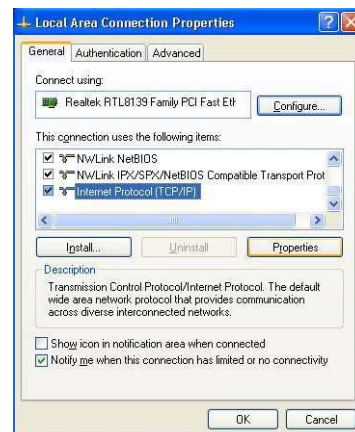 Local Area Connection Properties
General Authentication Advanced
Connect using:
Realtek RTL8139 Family PCI Fast Eth
Configure...
This connection uses the following items:
NWLink NetBIOS
NWLink IPX/SPX/NetBIOS Compatible Transport Prot
Internet Protocol (TCP/IP)
Install... Uninstall Properties
Description
Transmission Control Protocol/Internet Protocol. The default
wide area network protocol that provides communication
across diverse interconnected networks.
Show icon in notification area when connected
Notify me when this connection has limited or no connectivity
OK Cancel